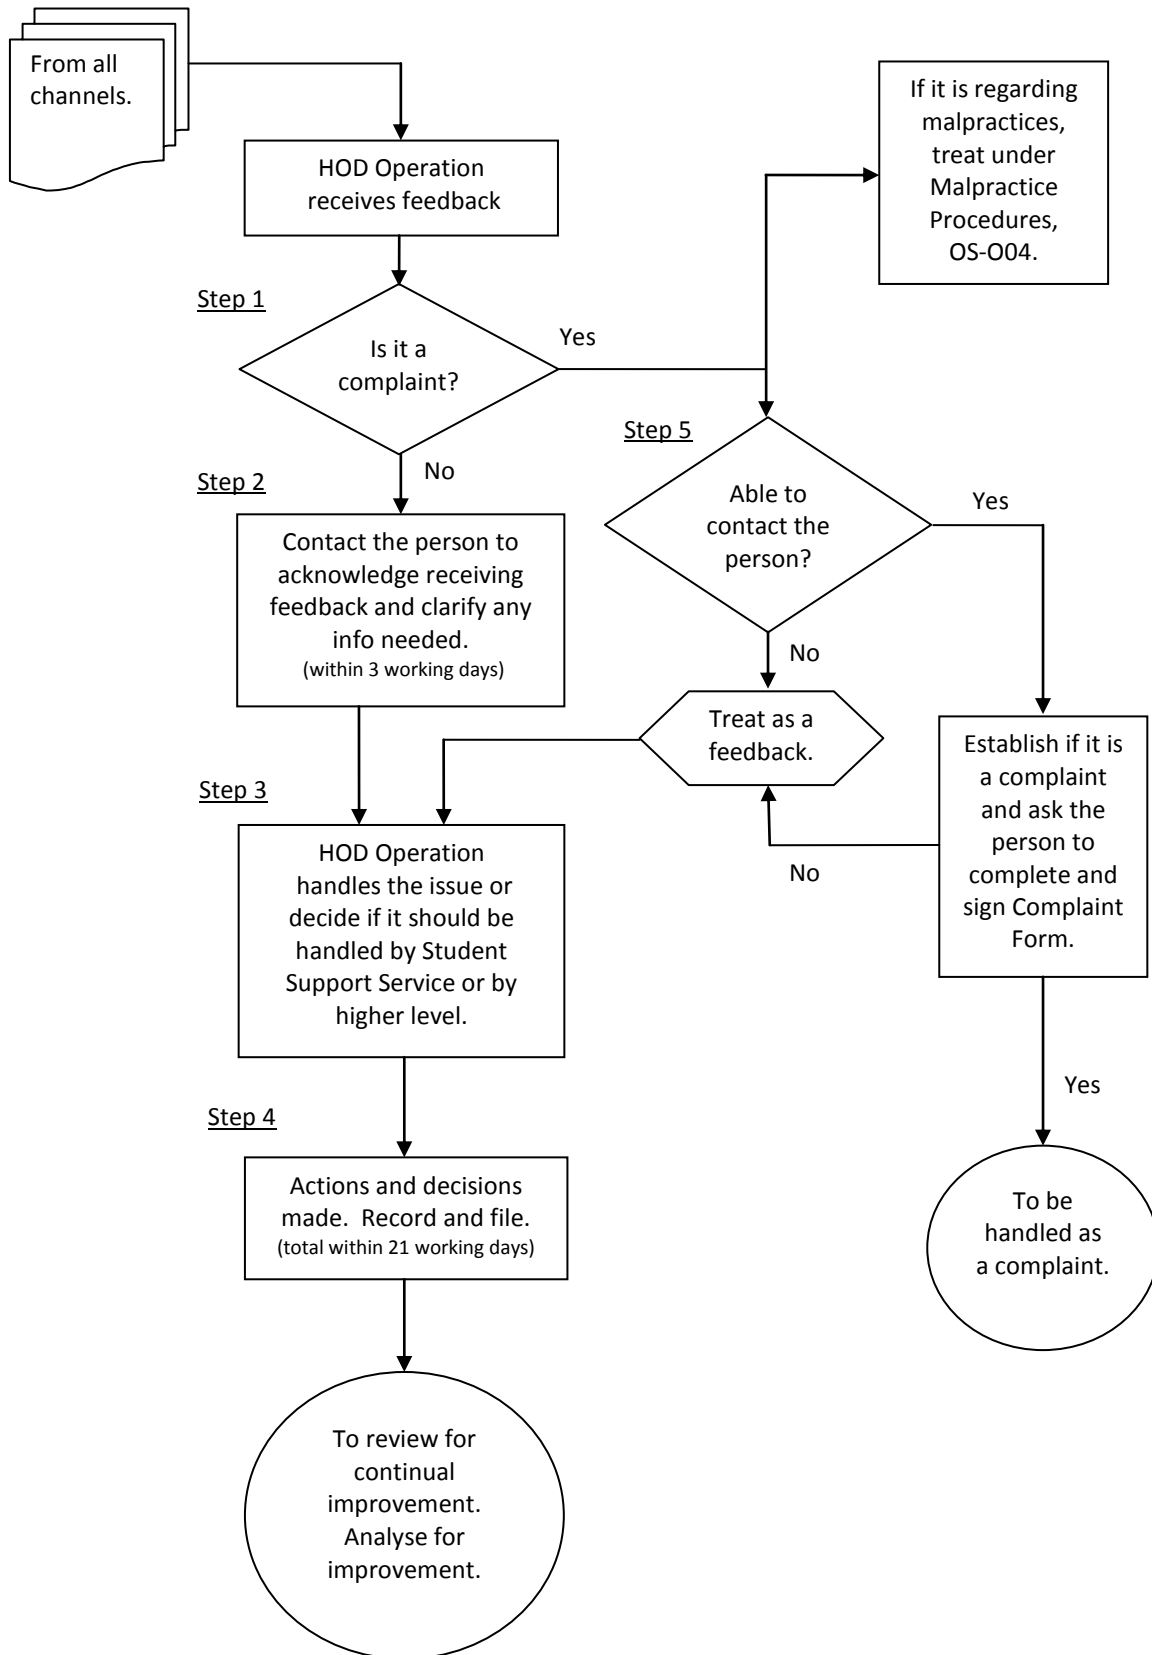 From all
channels.
HOD Operation
receives feedback
If it is regarding
malpractices,
treat under
Malpractice
Procedures,
OS-O04.
Step 1
Is it a
complaint?
Yes
No
Step 2
Contact the person to
acknowledge receiving
feedback and clarify any
info needed.
(within 3 working days)
Step 5
Able to
contact the
person?
Yes
No
Treat as a
feedback.
Establish if it is
a complaint
and ask the
person to
complete and
sign Complaint
Form.
No
Yes
Step 3
HOD Operation
handles the issue or
decide if it should be
handled by Student
Support Service or by
higher level.
Step 4
Actions and decisions
made.  Record and file.
(total within 21 working days)
To be
handled as
a complaint.
To review for
continual
improvement.
Analyse for
improvement.